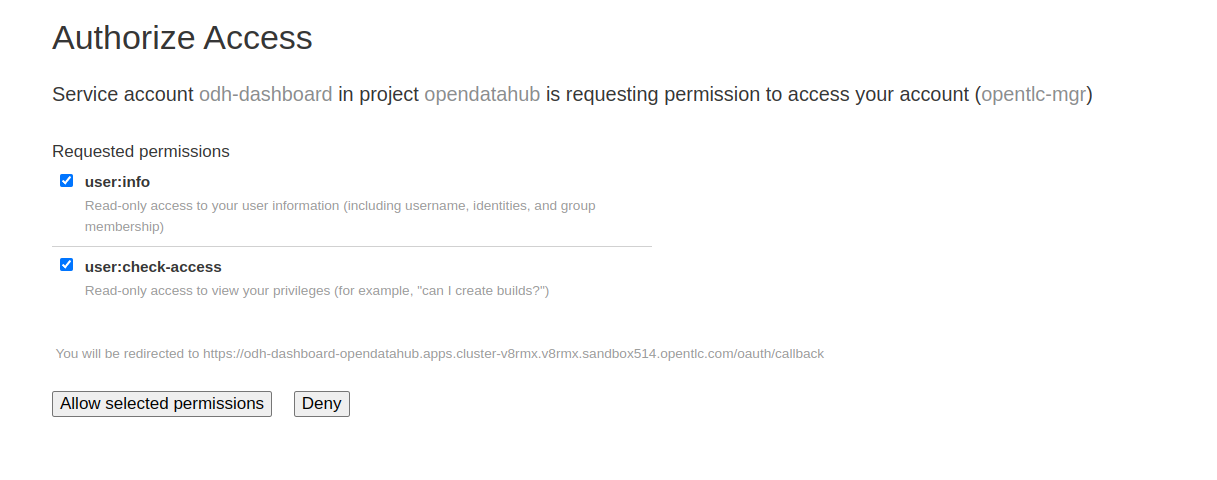 Authorize Access
Service account odh-dashboard in project opendatahub is requesting permission to access your account (opentlc-mgr)
Requested permissions
user:info
Read-only access to your user information (including username, identities, and group
membership)
user:check-access
Read-only access to view your privileges (for example, "can I create builds?")
You will be redirected to https://odh-dashboard-opendatahub.apps.cluster-v8rmx.v8rmx.sandbox514.opentlc.com/oauth/callback
Allow selected permissions Deny